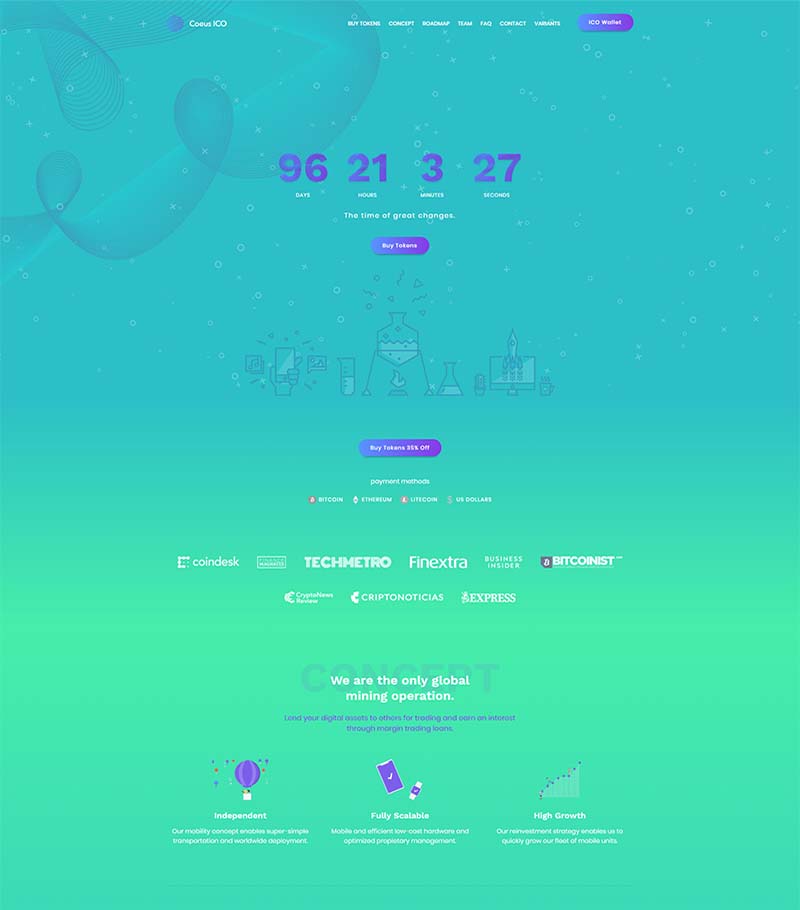 Coeus ICO
BUY TOKENS CONCEPT ROADMAP TEAM FAQ CONTACT VARIANTS
ICO Wallet
96 21 3 27
DAYS HOURS MINUTES SECONDS
The time of great changes.
Buy Tokens
Buy Tokens 35% Off
payment methods
BITCOIN ETHEREUM LITECOIN US DOLLARS
coindesk FINANCE MAGNATES TECHMETRO Finextra BUSINESS INSIDER BITCOINIST
CryptoNews Review CRIPTONOTICIAS EXPRESS
CONCEPT
We are the only global
mining operation.
Lend your digital assets to others for trading and earn an interest
through margin trading loans.
Independent
Our mobility concept enables super-simple
transportation and worldwide deployment.
Fully Scalable
Mobile and efficient low-cost hardware and
optimized propietary management.
High Growth
Our reinvestment strategy enables us to
quickly grow our fleet of mobile units.